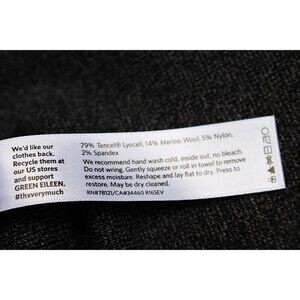 We'd like our
clothes back.
Recycle them at
our US stores
and support
GREEN EILEEN.
#thxverymuch
79% Tencel® Lyocell, 14% Merino Wool, 5% Nylon,
2% Spandex
We recommend hand wash cold, inside out, no bleach.
Do not wring. Gently squeeze or roll in towel to remove
excess moisture. Reshape and lay flat to dry. Press to
restore. May be dry cleaned.
RN#78121/CA#34460 R16SEV